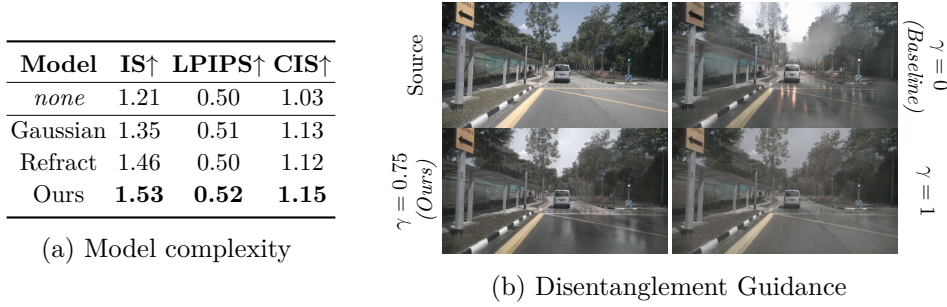 Model IS↑ LPIPS↑ CIS↑
none 1.21 0.50 1.03
Gaussian 1.35 0.51 1.13
Refract 1.46 0.50 1.12
Ours 1.53 0.52 1.15
(a) Model complexity
Source
γ = 0
(Baseline)
γ = 0.75
(Ours)
γ = 1
(b) Disentanglement Guidance